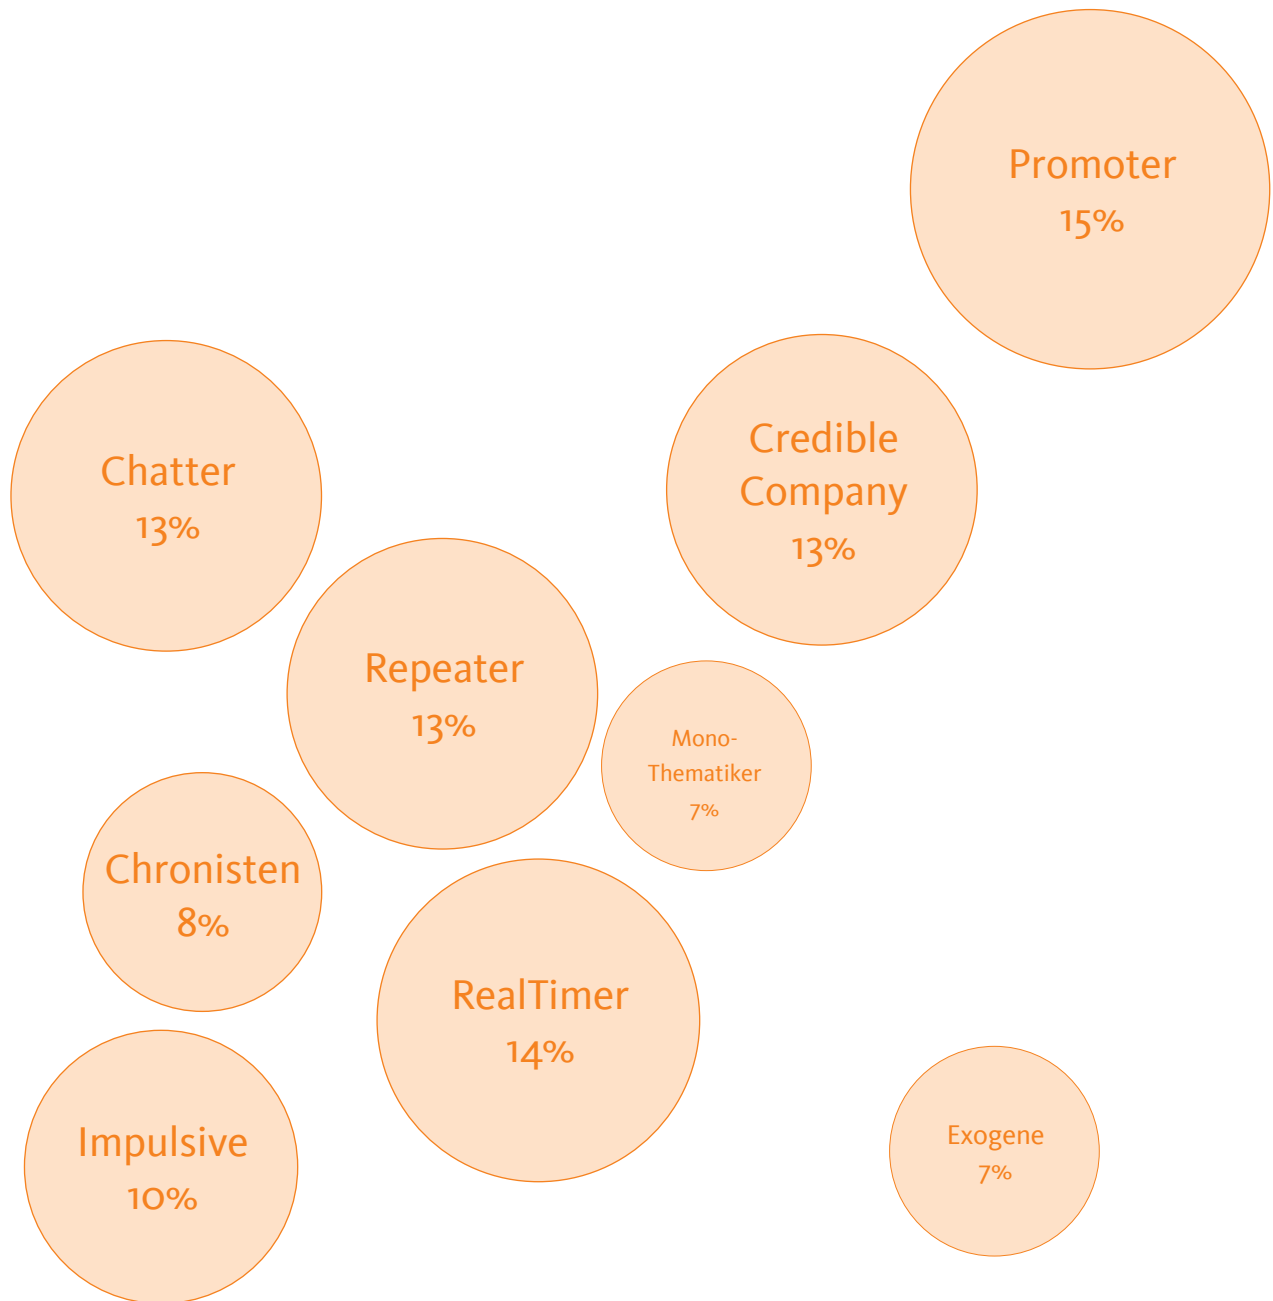 Promoter
15%
Chatter
13%
Credible
Company
13%
Repeater
13%
Mono-
Thematiker
7%
Chronisten
8%
RealTimer
14%
Impulsive
10%
Exogene
7%